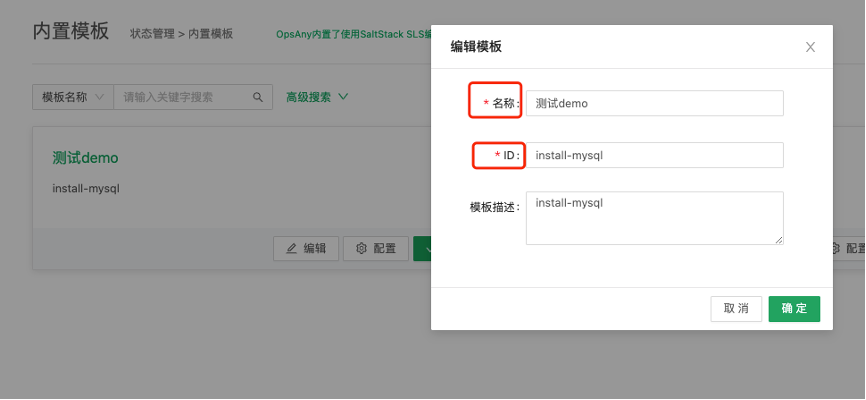 内置模板 状态管理 > 内置模板 OpsAny内置了使用SaltStack SLS编
模板名称 请输入关键字搜索 高级搜索
测试demo
install-mysql
编辑 配置
编辑模板
* 名称: 测试demo
* ID: install-mysql
模板描述: install-mysql
取 消 确 定
配置